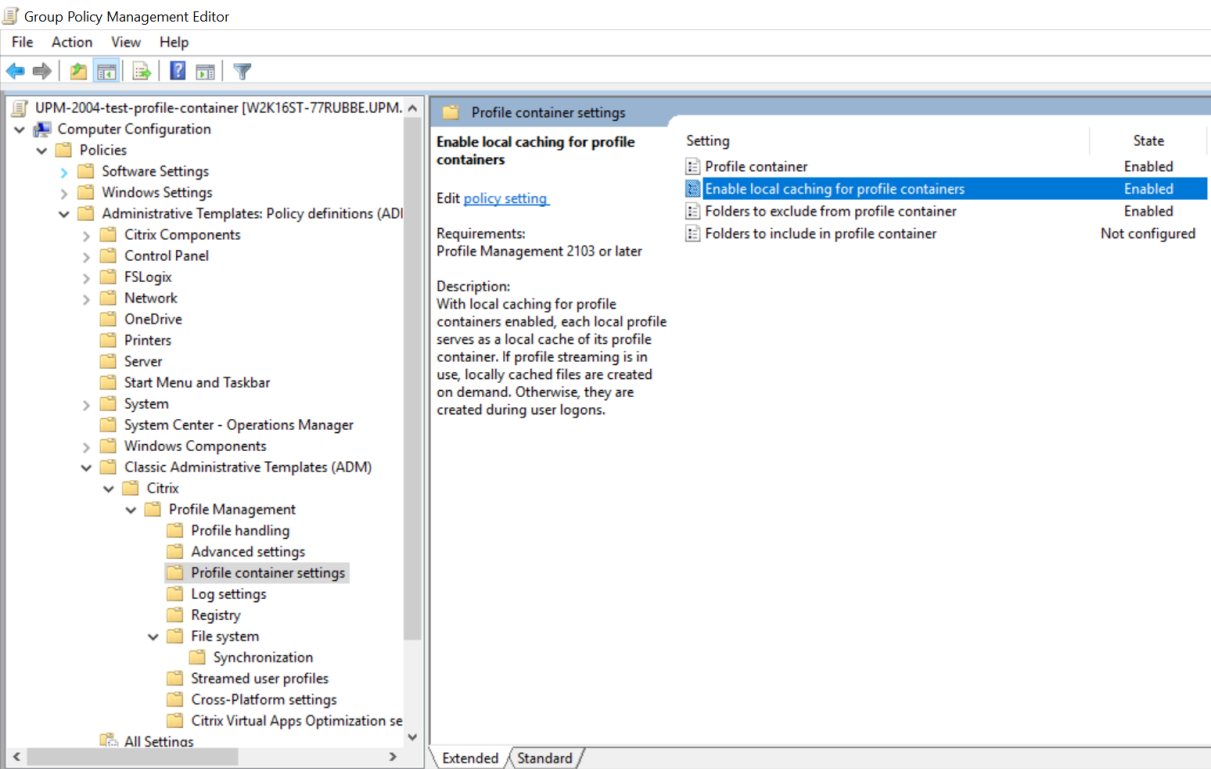 Group Policy Management Editor
File Action View Help
UPM-2004-test-profile-container [W2K16ST-77RUBBE.UPM.
Computer Configuration
Policies
Software Settings
Windows Settings
Administrative Templates: Policy definitions (ADI
Citrix Components
Control Panel
FSLogix
Network
OneDrive
Printers
Server
Start Menu and Taskbar
System
System Center - Operations Manager
Windows Components
Classic Administrative Templates (ADM)
Citrix
Profile Management
Profile handling
Advanced settings
Profile container settings
Log settings
Registry
File system
Synchronization
Streamed user profiles
Cross-Platform settings
Citrix Virtual Apps Optimization se
All Settings
Profile container settings
Enable local caching for profile
containers
Edit policy setting
Requirements:
Profile Management 2103 or later
Description:
With local caching for profile
containers enabled, each local profile
serves as a local cache of its profile
container. If profile streaming is in
use, locally cached files are created
on demand. Otherwise, they are
created during user logons.
Setting State
Profile container Enabled
Enable local caching for profile containers Enabled
Folders to exclude from profile container Enabled
Folders to include in profile container Not configured
Extended Standard